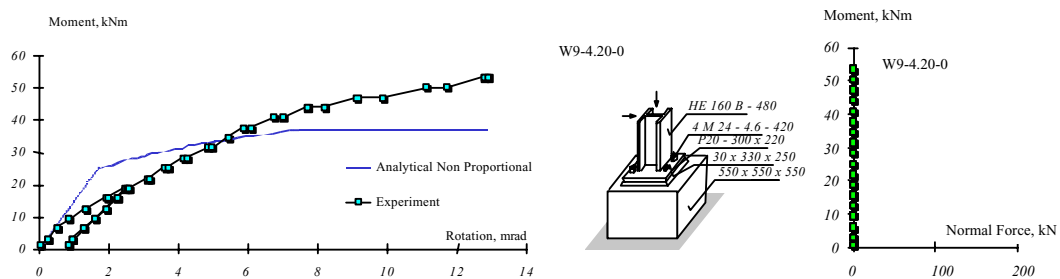 Moment, kNm
60
50
40
30
20
10
0
0
2
4
6
8
10
12
14
Rotation, mrad
Analytical Non Proportional
Experiment
W9-4.20-0
HE 160 B - 480
4 M 24 - 4.6 - 420
P20 - 300 x 220
30 x 330 x 250
550 x 550 x 550
Moment, kNm
60
50
40
30
20
10
0
W9-4.20-0
Normal Force, kN
0
100
200